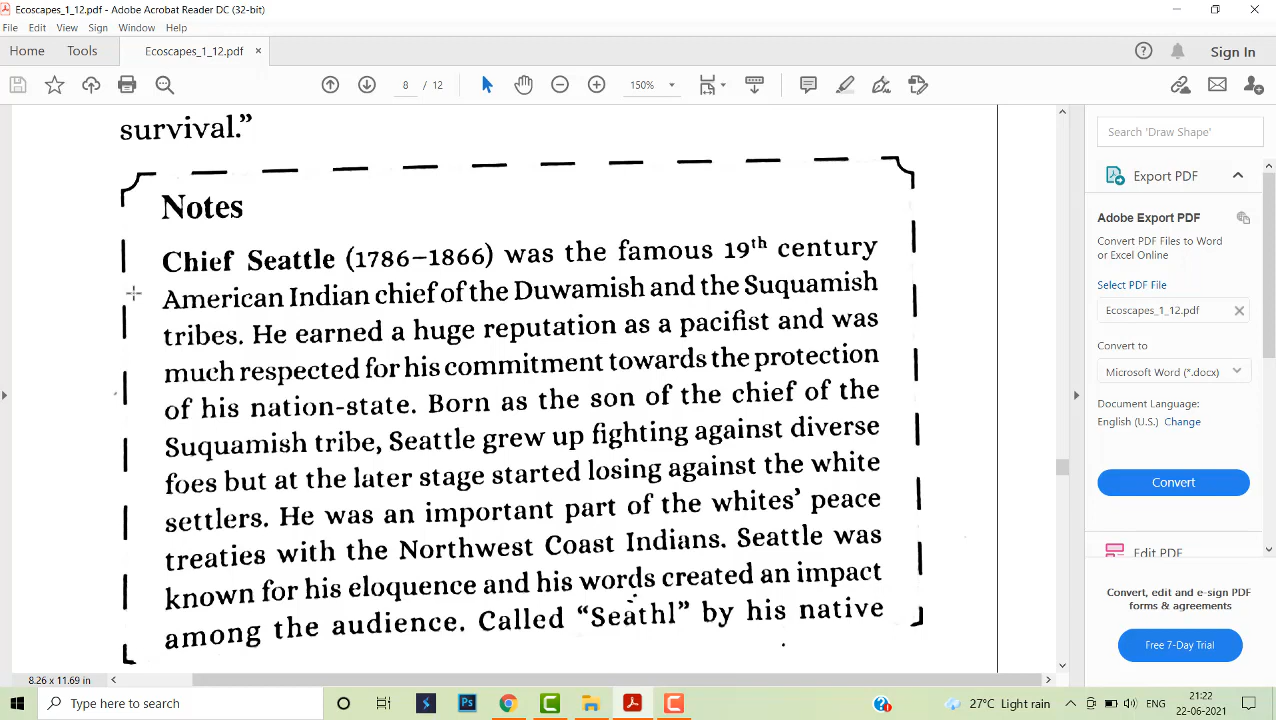 Ecoscapes_1_12.pdf - Adobe Acrobat Reader DC (32-bit)
File Edit View Sign Window Help
Home Tools Ecoscapes_1_12.pdf × Sign In
8 / 12 150%
survival.”
Notes
Chief Seattle (1786–1866) was the famous 19th century
American Indian chief of the Duwamish and the Suquamish
tribes. He earned a huge reputation as a pacifist and was
much respected for his commitment towards the protection
of his nation-state. Born as the son of the chief of the
Suquamish tribe, Seattle grew up fighting against diverse
foes but at the later stage started losing against the white
settlers. He was an important part of the whites’ peace
treaties with the Northwest Coast Indians. Seattle was
known for his eloquence and his words created an impact
among the audience. Called “Seathl” by his native
8.26 x 11.69 in
Search 'Draw Shape'
Export PDF
Adobe Export PDF
Convert PDF Files to Word
or Excel Online
Select PDF File
Ecoscapes_1_12.pdf
Convert to
Microsoft Word (*.docx)
Document Language:
English (U.S.) Change
Convert
Edit PDF
Convert, edit and e-sign PDF
forms & agreements
Free 7-Day Trial
Type here to search
Ps
27°C Light rain
ENG
21:22
22-06-2021